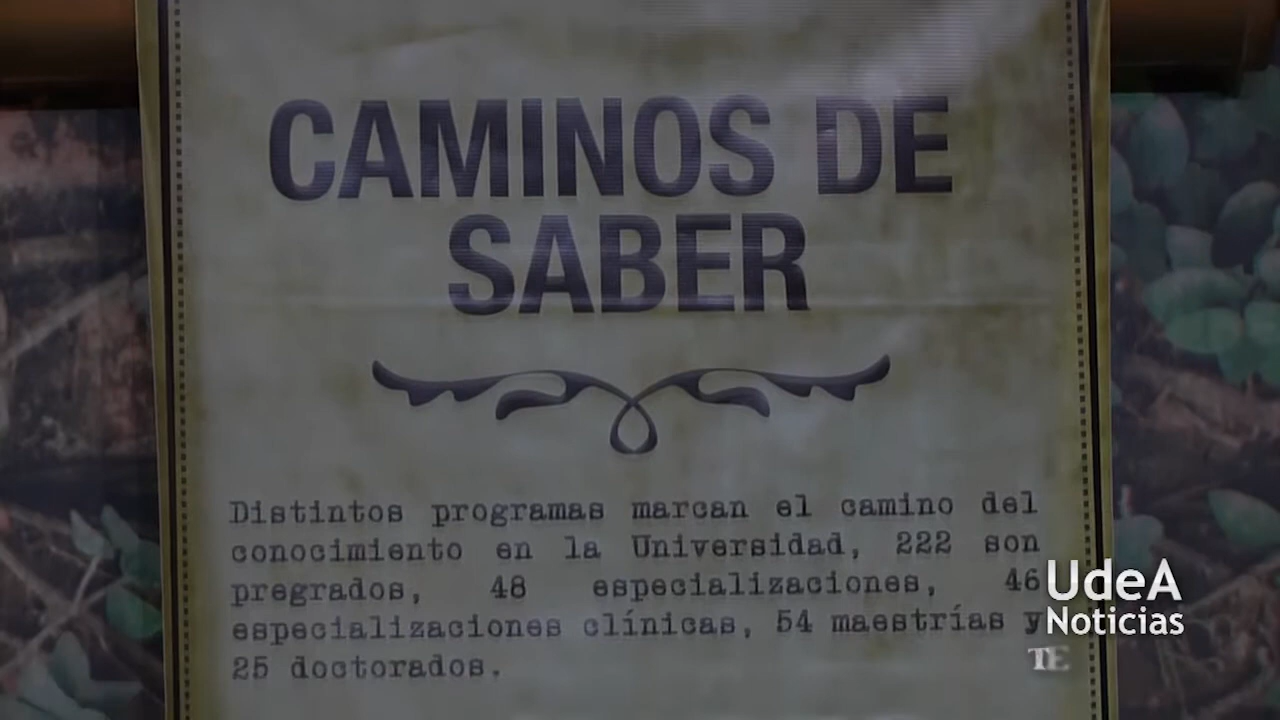 CAMINOS DE
SABER
Distintos programas marcan el camino del
conocimiento en la Universidad, 222 son
pregrados, 48 especializaciones, 46
especializaciones clínicas, 54 maestrías y
25 doctorados.
UdeA
Noticias
TE